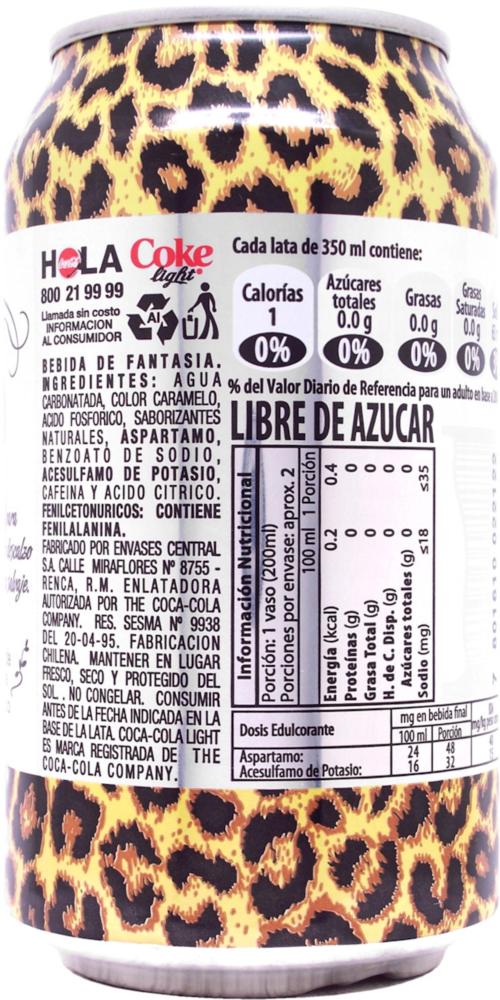 HOLA Coke light
800 21 99 99
Llamada sin costo
INFORMACION
AL CONSUMIDOR
Al
BEBIDA DE FANTASIA.
INGREDIENTES: AGUA
CARBONATADA, COLOR CARAMELO,
ACIDO FOSFORICO, SABORIZANTES
NATURALES, ASPARTAMO,
BENZOATO DE SODIO,
ACESULFAMO DE POTASIO,
CAFEINA Y ACIDO CITRICO.
FENILCETONURICOS: CONTIENE
FENILALANINA.
FABRICADO POR ENVASES CENTRAL
S.A. CALLE MIRAFLORES Nº 8755 -
RENCA, R.M. ENLATADORA
AUTORIZADA POR THE COCA-COLA
COMPANY. RES. SESMA Nº 9938
DEL 20-04-95. FABRICACION
CHILENA. MANTENER EN LUGAR
FRESCO, SECO Y PROTEGIDO DEL
SOL. NO CONGELAR. CONSUMIR
ANTES DE LA FECHA INDICADA EN LA
BASE DE LA LATA. COCA-COLA LIGHT
ES MARCA REGISTRADA DE THE
COCA-COLA COMPANY.
Cada lata de 350 ml contiene:
Calorías
1
0%
Azúcares
totales
0.0 g
0%
Grasas
0.0 g
0%
Grasas
Saturadas
0.0 g
0%
% del Valor Diario de Referencia para un adulto en base a
LIBRE DE AZUCAR
Información Nutricional
Porción: 1 vaso (200ml)
Porciones por envase: aprox. 2
100 ml 1 Porción
Energía (kcal) 0.2 0.4
Proteínas (g) 0 0
Grasa Total (g) 0 0
H. de C. Disp. (g) 0 0
Azúcares totales (g) 0 0
Sodio (mg) ≤18 ≤35
Dosis Edulcorante mg en bebida final
100 ml Porción
Aspartamo: 24 48
Acesulfamo de Potasio: 16 32